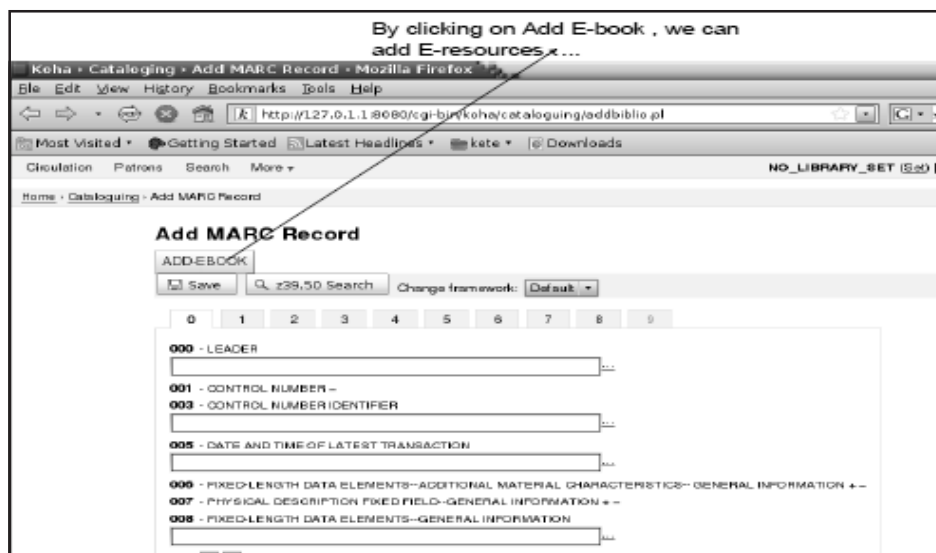 By clicking on Add E-book , we can
add E-resources ....
Koha › Cataloging › Add MARC Record - Mozilla Firefox
File Edit View History Bookmarks Tools Help
http://127.0.1.1:8080/cgi-bin/koha/cataloguing/addbiblio.pl
Most Visited Getting Started Latest Headlines kete Downloads
Circulation Patrons Search More NO_LIBRARY_SET (Set) [
Home › Cataloguing › Add MARC Record
Add MARC Record
ADD-EBOOK
Save z39.50 Search Change framework: Default
0 1 2 3 4 5 6 7 8 9
000 - LEADER
...
001 - CONTROL NUMBER –
003 - CONTROL NUMBER IDENTIFIER
...
005 - DATE AND TIME OF LATEST TRANSACTION
...
006 - FIXED-LENGTH DATA ELEMENTS--ADDITIONAL MATERIAL CHARACTERISTICS-- GENERAL INFORMATION + –
007 - PHYSICAL DESCRIPTION FIXED FIELD--GENERAL INFORMATION + –
008 - FIXED-LENGTH DATA ELEMENTS--GENERAL INFORMATION
...